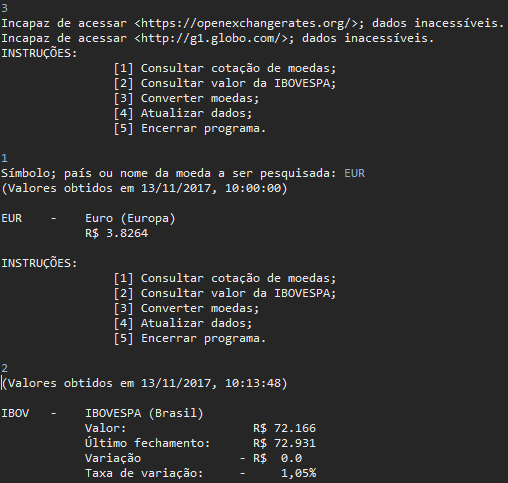 3
Incapaz de acessar <https://openexchangerates.org/>; dados inacessíveis.
Incapaz de acessar <http://g1.globo.com/>; dados inacessíveis.
INSTRUÇÕES:
[1] Consultar cotação de moedas;
[2] Consultar valor da IBOVESPA;
[3] Converter moedas;
[4] Atualizar dados;
[5] Encerrar programa.
1
Símbolo; país ou nome da moeda a ser pesquisada: EUR
(Valores obtidos em 13/11/2017, 10:00:00)
EUR - Euro (Europa)
R$ 3.8264
INSTRUÇÕES:
[1] Consultar cotação de moedas;
[2] Consultar valor da IBOVESPA;
[3] Converter moedas;
[4] Atualizar dados;
[5] Encerrar programa.
2
(Valores obtidos em 13/11/2017, 10:13:48)
IBOV - IBOVESPA (Brasil)
Valor: R$ 72.166
Último fechamento: R$ 72.931
Variação - R$ 0.0
Taxa de variação: - 1,05%